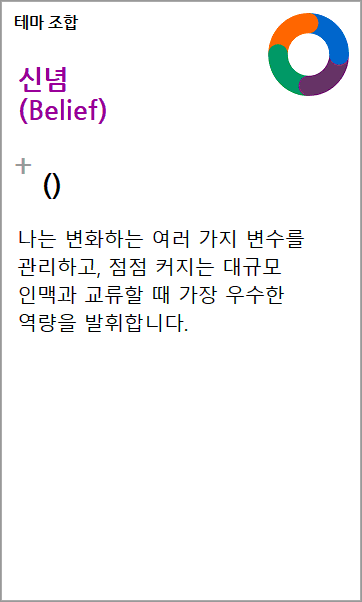 테마 조합
신념
(Belief)
+
()
나는 변화하는 여러 가지 변수를
관리하고, 점점 커지는 대규모
인맥과 교류할 때 가장 우수한
역량을 발휘합니다.